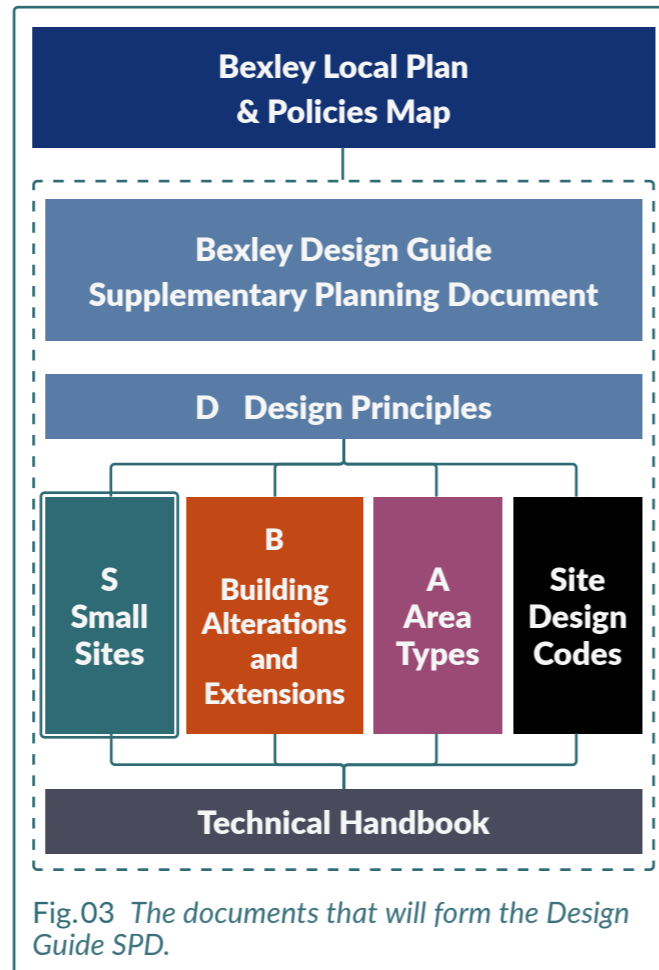 Bexley Local Plan
& Policies Map
Bexley Design Guide
Supplementary Planning Document
D Design Principles
S
Small
Sites
B
Building
Alterations
and
Extensions
A
Area
Types
Site
Design
Codes
Technical Handbook
Fig.03 The documents that will form the Design
Guide SPD.